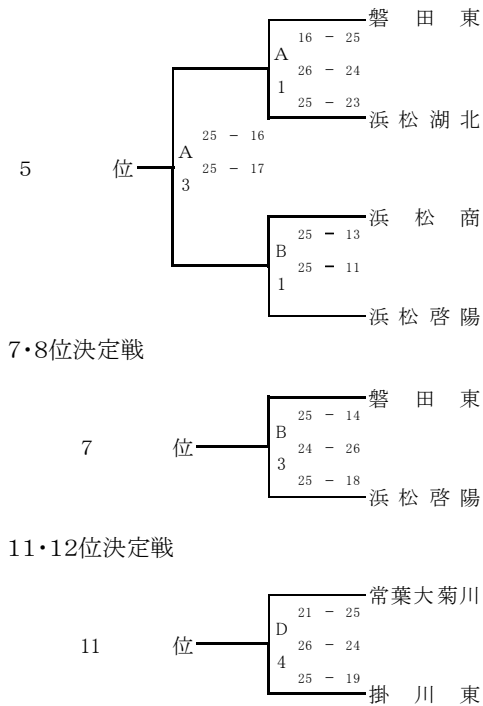 磐田東
16 － 25
A
26 － 24
1
25 － 23
浜松湖北
25 － 16
A
5 位
25 － 17
3
浜松商
25 － 13
B
25 － 11
1
浜松啓陽
7・8位決定戦
磐田東
25 － 14
B
7 位
24 － 26
3
25 － 18
浜松啓陽
11・12位決定戦
常葉大菊川
21 － 25
D
11 位
26 － 24
4
25 － 19
掛川東